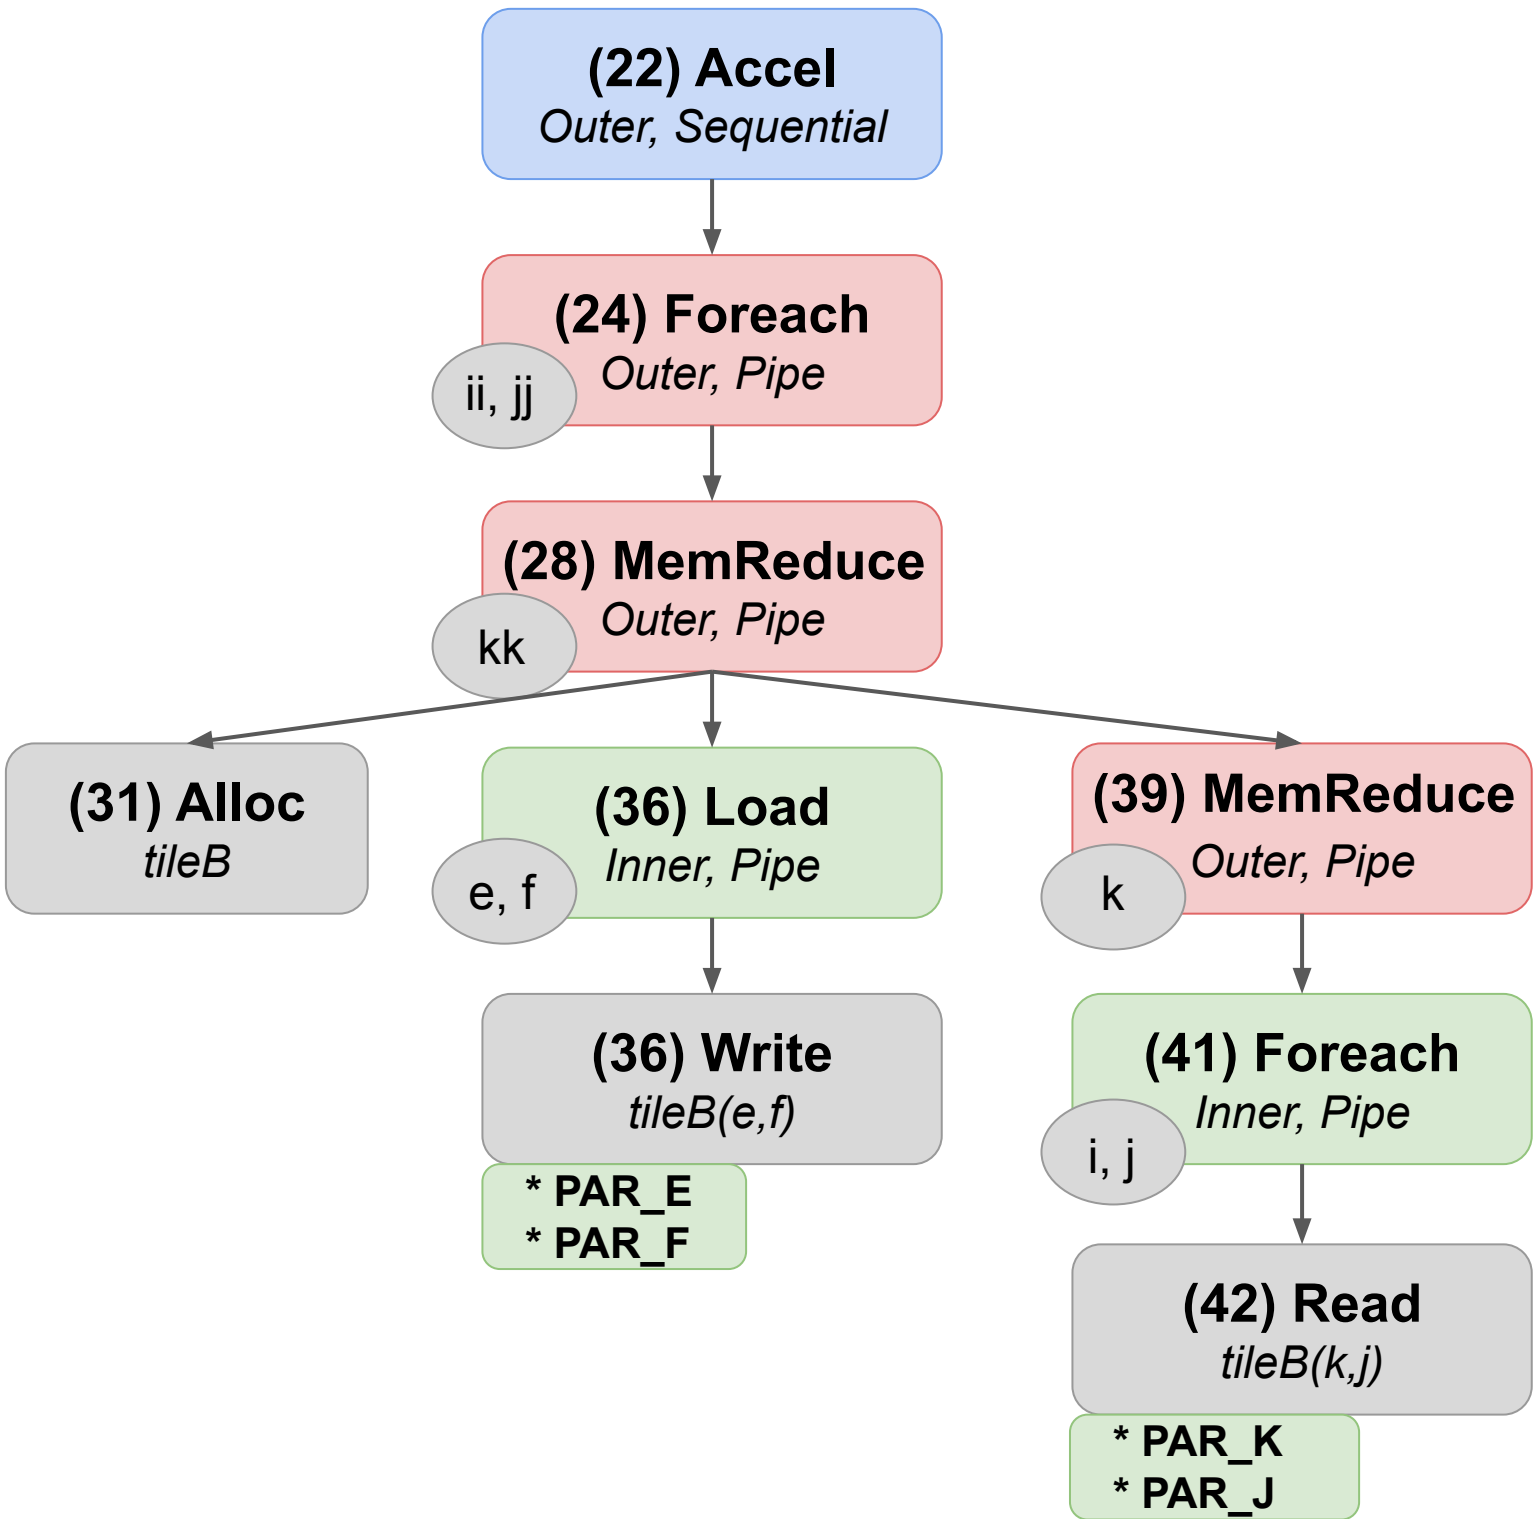 (22) Accel
Outer, Sequential
(24) Foreach
Outer, Pipe
ii, jj
(28) MemReduce
Outer, Pipe
kk
(31) Alloc
tileB
(36) Load
Inner, Pipe
e, f
(39) MemReduce
Outer, Pipe
k
(36) Write
tileB(e,f)
* PAR_E
* PAR_F
(41) Foreach
Inner, Pipe
i, j
(42) Read
tileB(k,j)
* PAR_K
* PAR_J